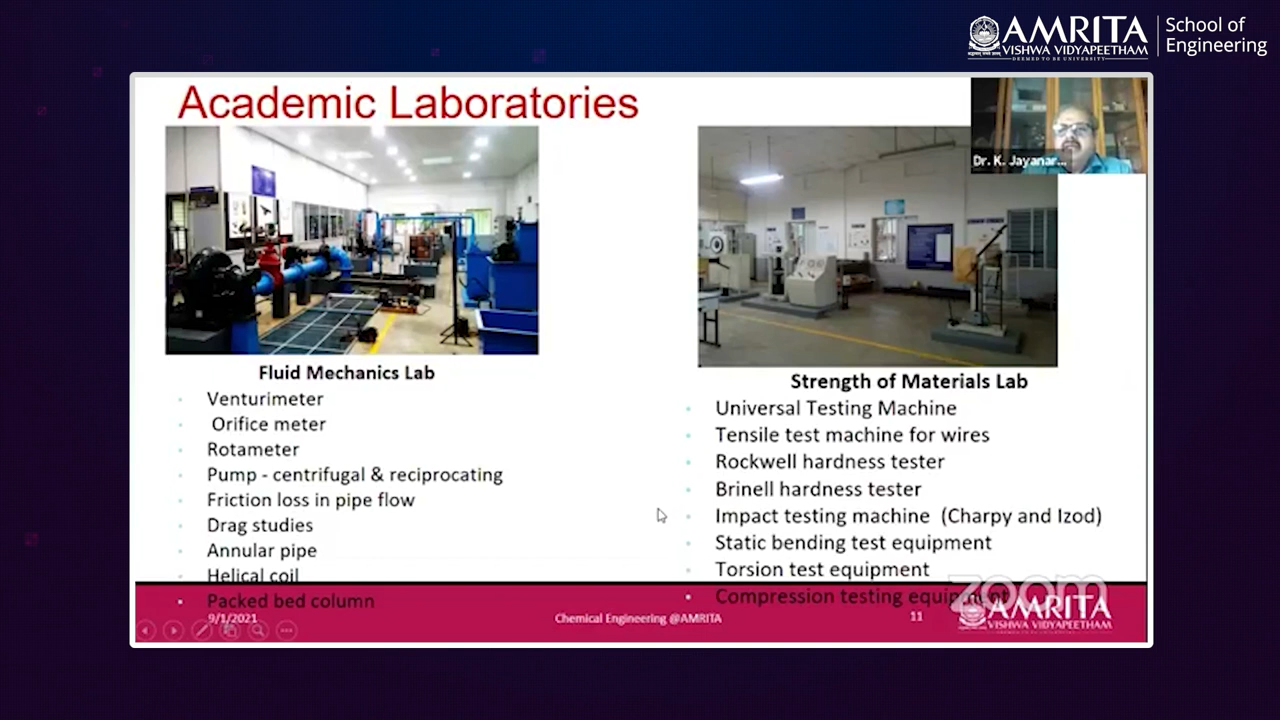 AMRITA
VISHWA VIDYAPEETHAM
DEEMED TO BE UNIVERSITY
School of
Engineering
Academic Laboratories
Dr. K. Jayanar...
Fluid Mechanics Lab
Venturimeter
Orifice meter
Rotameter
Pump - centrifugal & reciprocating
Friction loss in pipe flow
Drag studies
Annular pipe
Helical coil
Packed bed column
Strength of Materials Lab
Universal Testing Machine
Tensile test machine for wires
Rockwell hardness tester
Brinell hardness tester
Impact testing machine (Charpy and Izod)
Static bending test equipment
Torsion test equipment
Compression testing equipment
zoom
9/1/2021
Chemical Engineering @AMRITA
11
AMRITA
VISHWA VIDYAPEETHAM